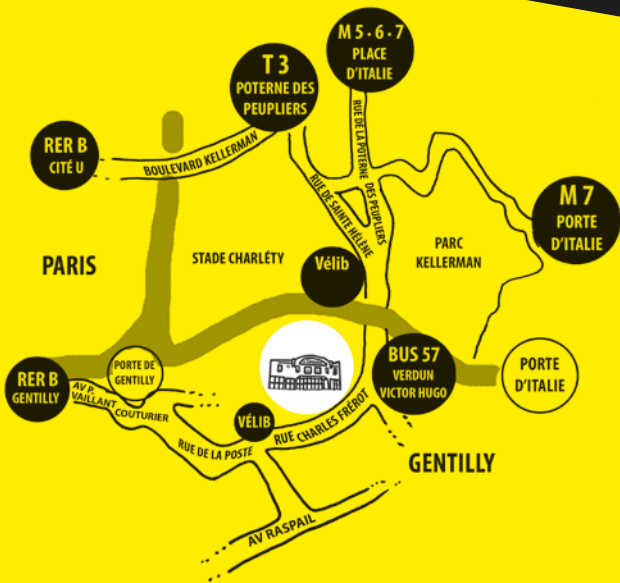 M 5 - 6 - 7
PLACE
D'ITALIE
T 3
POTERNE DES
PEUPLIERS
RER B
CITÉ U
BOULEVARD KELLERMAN
RUE DE LA POTERNE DES PEUPLIERS
RUE DE SAINTE HÉLÈNE
M 7
PORTE
D'ITALIE
PARC
KELLERMAN
STADE CHARLÉTY
PARIS
Vélib
RER B
GENTILLY
PORTE DE
GENTILLY
BUS 57
VERDUN
VICTOR HUGO
PORTE
D'ITALIE
AV P.
VAILLANT
COUTURIER
VÉLIB
RUE CHARLES FRÉROT
RUE DE LA POSTE
GENTILLY
AV RASPAIL